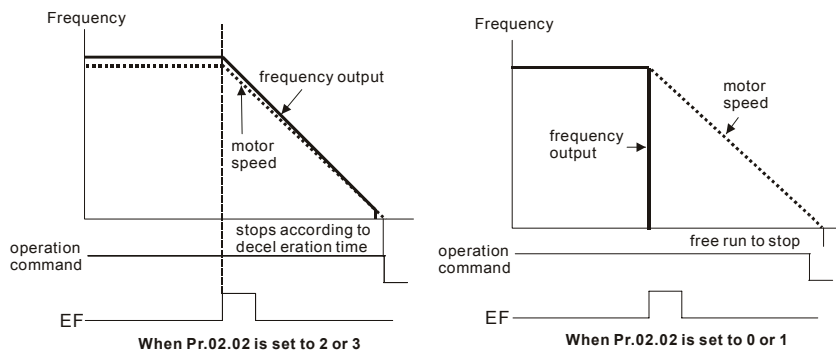 Frequency
frequency output
motor
speed
stops according to
decel eration time
operation
command
EF
When Pr.02.02 is set to 2 or 3
Frequency
motor
speed
frequency
output
free run to stop
operation
command
EF
When Pr.02.02 is set to 0 or 1